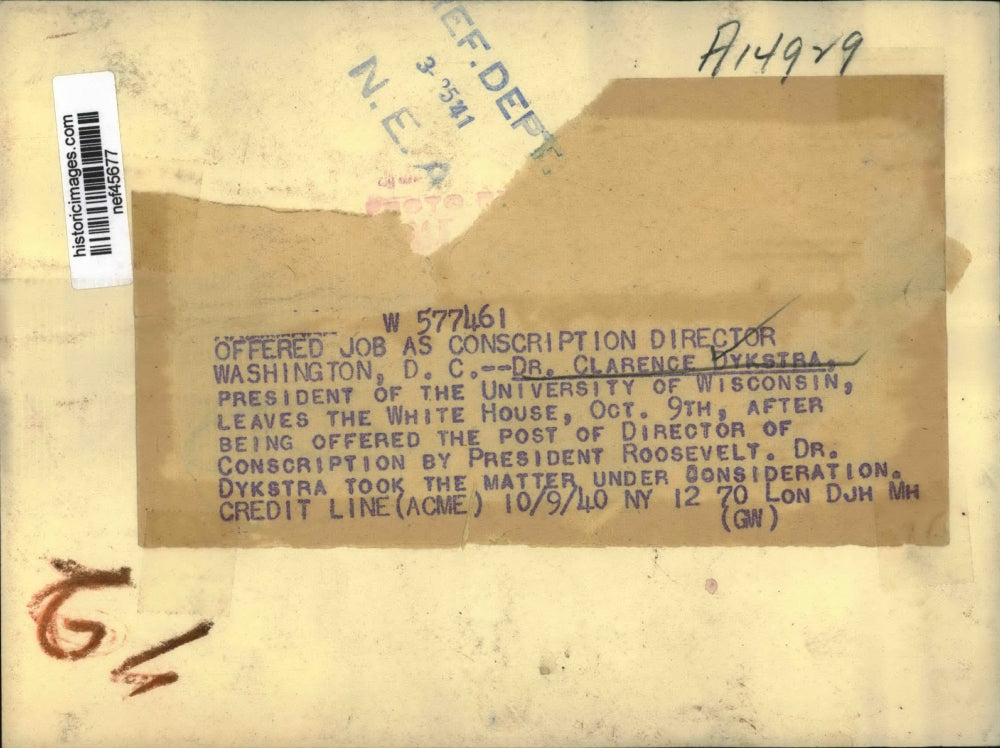 A14929
EF. DEPT.
3-2541
N. E. A
historicimages.com
nef45677
W 577461
OFFERED JOB AS CONSCRIPTION DIRECTOR
WASHINGTON, D. C.--DR. CLARENCE DYKSTRA,
PRESIDENT OF THE UNIVERSITY OF WISCONSIN,
LEAVES THE WHITE HOUSE, OCT. 9TH, AFTER
BEING OFFERED THE POST OF DIRECTOR OF
CONSCRIPTION BY PRESIDENT ROOSEVELT. DR.
DYKSTRA TOOK THE MATTER UNDER CONSIDERATION.
CREDIT LINE(ACME) 10/9/40 NY 12 70 LON DJH MH
(GW)